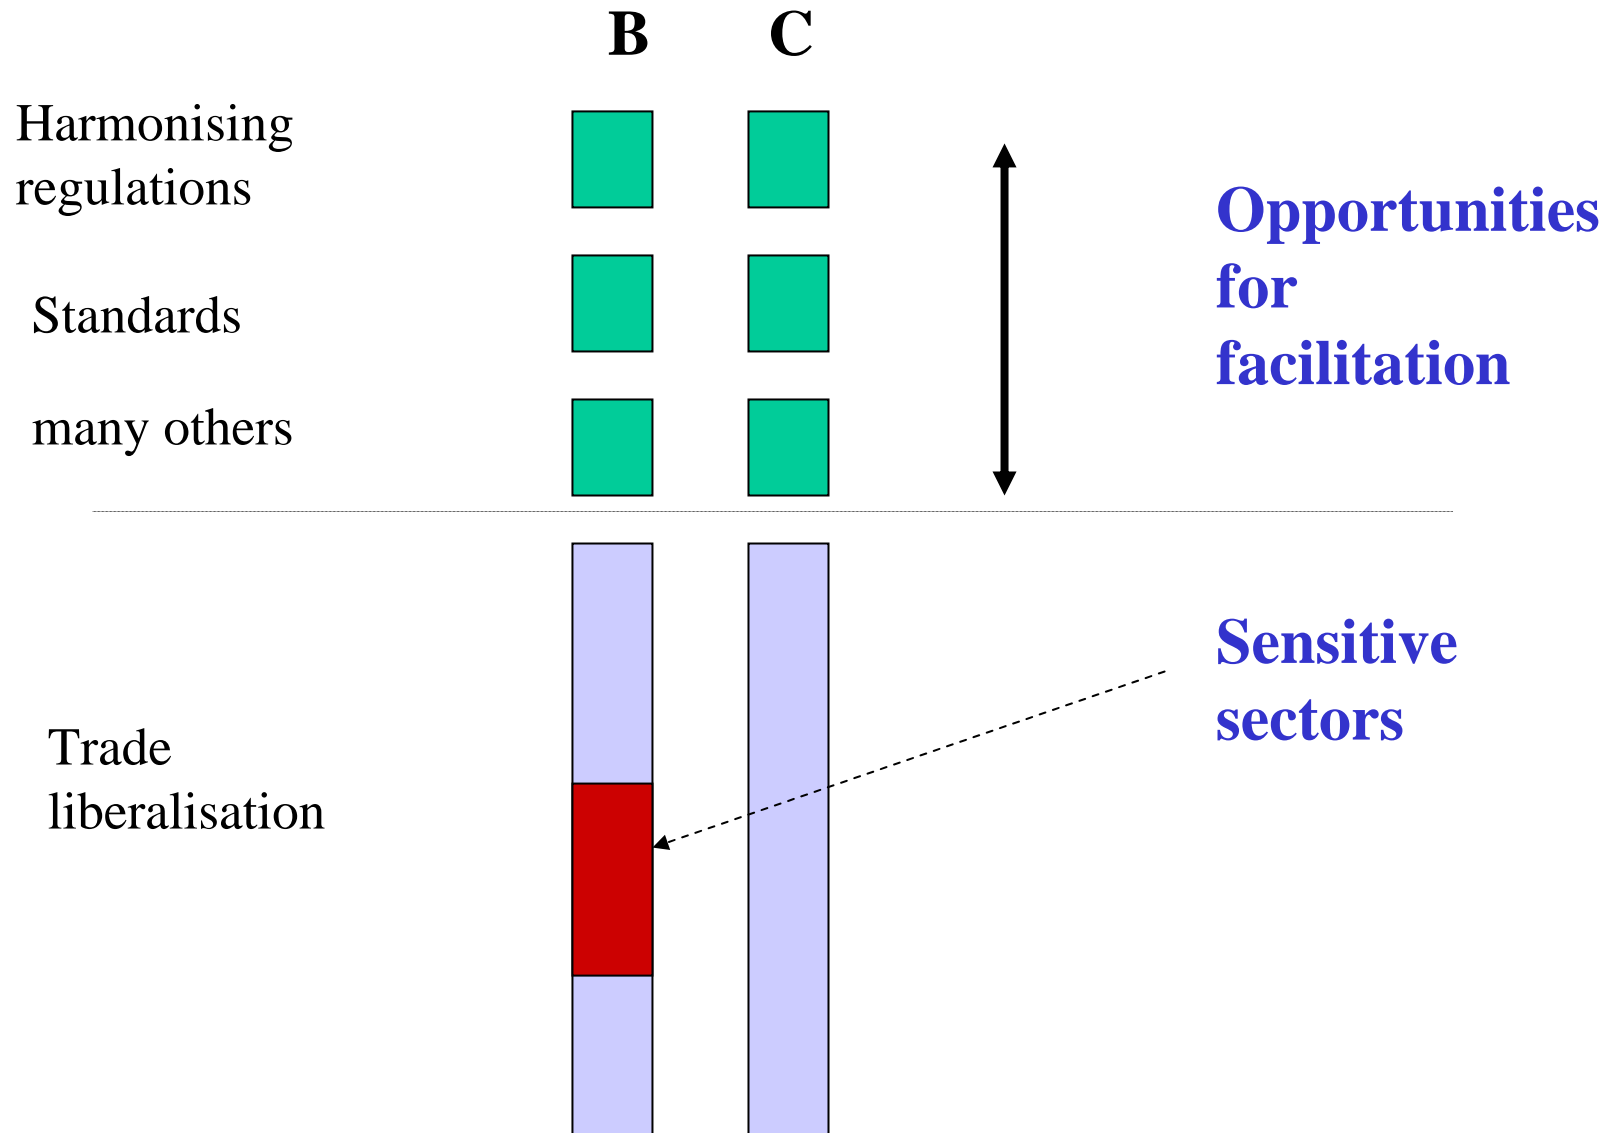 B C
Harmonising
regulations
Standards
many others
Opportunities
for
facilitation
Trade
liberalisation
Sensitive
sectors